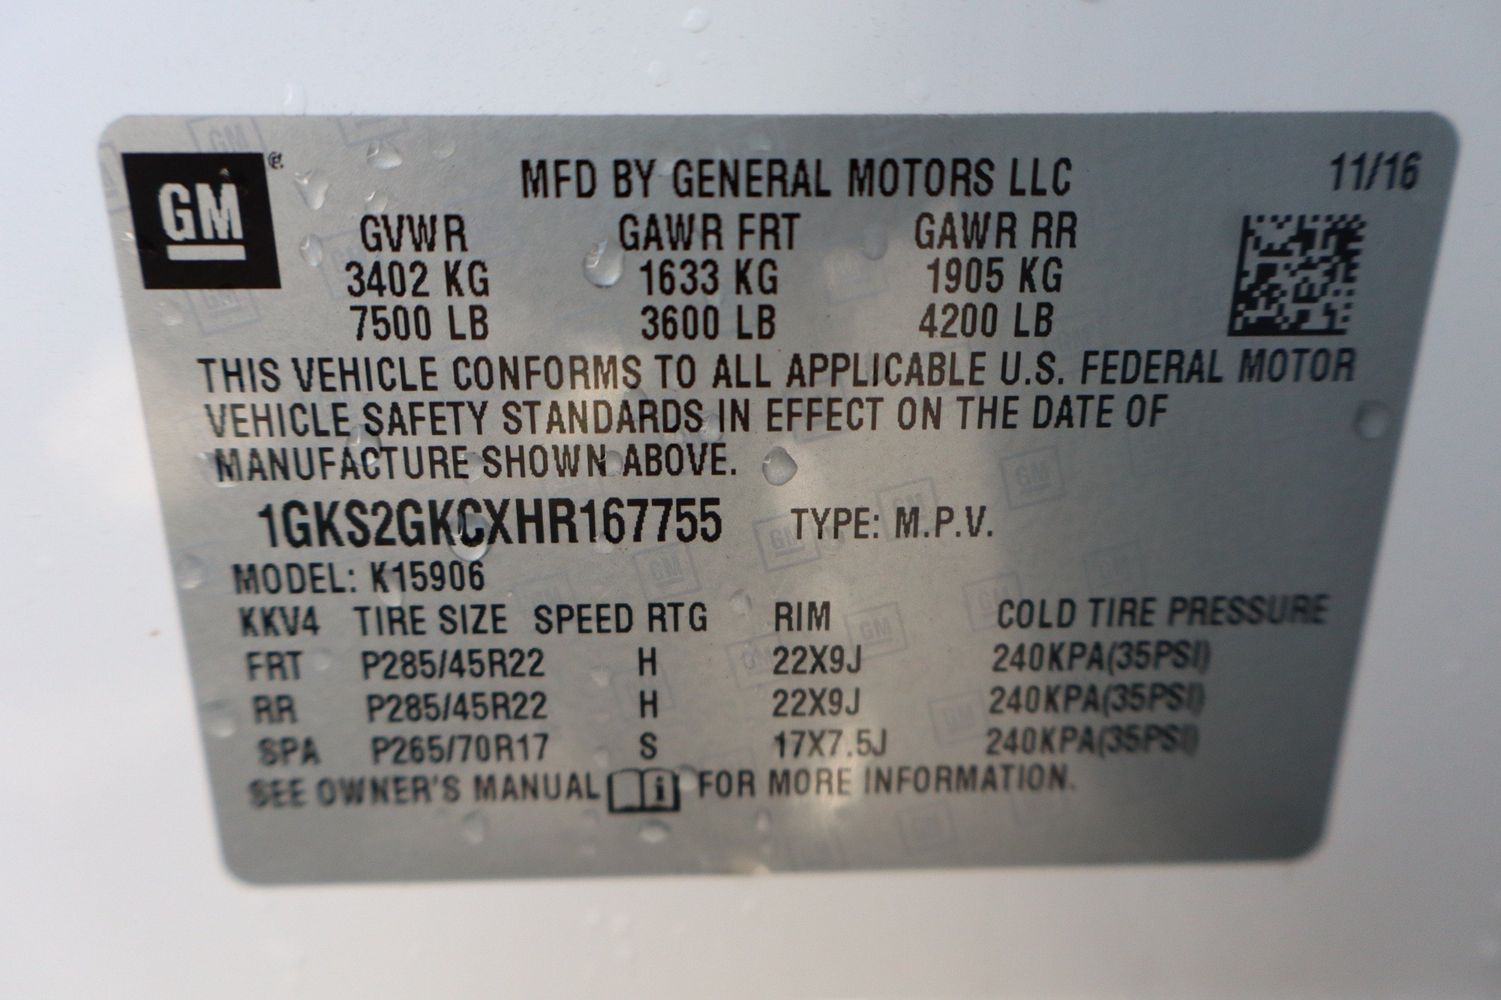 GM
MFD BY GENERAL MOTORS LLC 11/16
GVWR GAWR FRT GAWR RR
3402 KG 1633 KG 1905 KG
7500 LB 3600 LB 4200 LB
THIS VEHICLE CONFORMS TO ALL APPLICABLE U.S. FEDERAL MOTOR
VEHICLE SAFETY STANDARDS IN EFFECT ON THE DATE OF
MANUFACTURE SHOWN ABOVE.
1GKS2GKCXHR167755 TYPE: M.P.V.
MODEL: K15906
KKV4 TIRE SIZE SPEED RTG RIM COLD TIRE PRESSURE
FRT P285/45R22 H 22X9J 240KPA(35PSI)
RR P285/45R22 H 22X9J 240KPA(35PSI)
SPA P265/70R17 S 17X7.5J 240KPA(35PSI)
SEE OWNER'S MANUAL i FOR MORE INFORMATION.